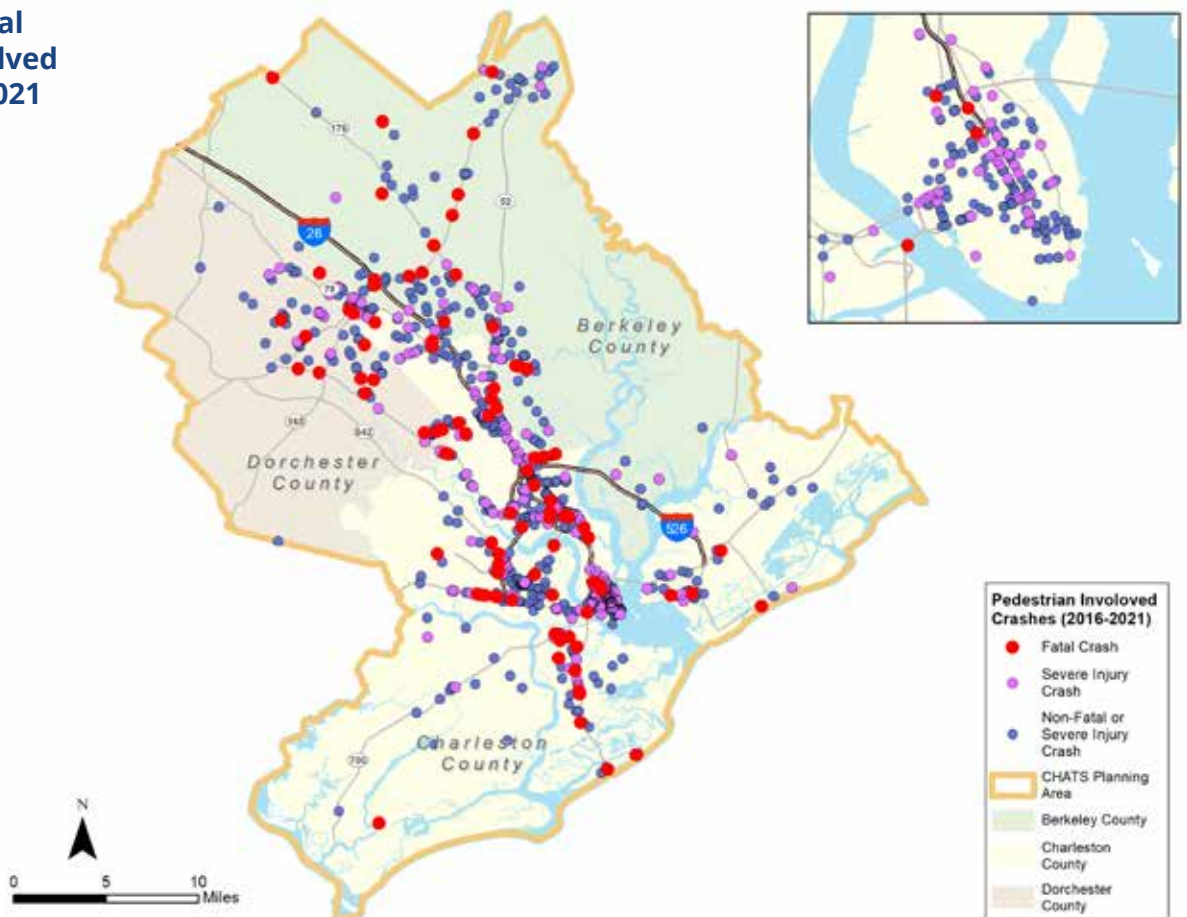 al
lved
021
176
52
26
78
Berkeley
County
165
642
Dorchester
County
526
Charleston
County
700
N
0 5 10
Miles
Pedestrian Involoved
Crashes (2016-2021)
Fatal Crash
Severe Injury
Crash
Non-Fatal or
Severe Injury
Crash
CHATS Planning
Area
Berkeley County
Charleston
County
Dorchester
County